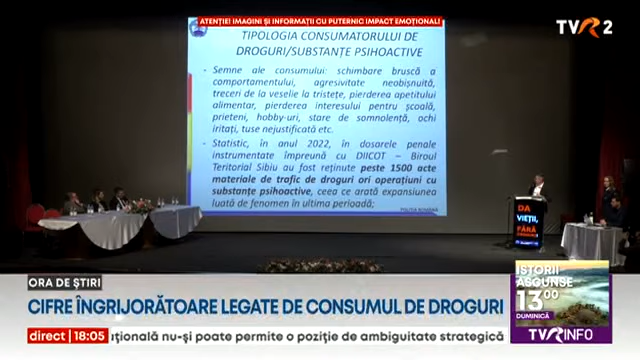 ATENȚIE! IMAGINI ȘI INFORMAȚII CU PUTERNIC IMPACT EMOȚIONAL!
TVR 2
TIPOLOGIA CONSUMATORULUI DE
DROGURI/SUBSTANȚE PSIHOACTIVE
• Semne ale consumului: schimbare bruscă a
comportamentului, agresivitate neobișnuită,
treceri de la veselie la tristețe, pierderea apetitului
alimentar, pierderea interesului pentru școală,
prieteni, hobby-uri, stare de somnolență, ochi
iritați, tuse nejustificată etc.
• Statistic, în anul 2022, în dosarele penale
instrumentate împreună cu DIICOT – Biroul
Teritorial Sibiu au fost reținute peste 1500 acte
materiale de trafic de droguri ori operațiuni cu
substanțe psihoactive, ceea ce arată expansiunea
luată de fenomen în ultima perioadă;
POLIȚIA ROMÂNĂ
DA
VIEȚII,
FĂRĂ
ORA DE ȘTIRI
CIFRE ÎNGRIJORĂTOARE LEGATE DE CONSUMUL DE DROGURI
ISTORII
ASCUNSE
13:00
DUMINICĂ
TVR INFO
direct | 18:05
țională nu-și poate permite o poziție de ambiguitate strategică